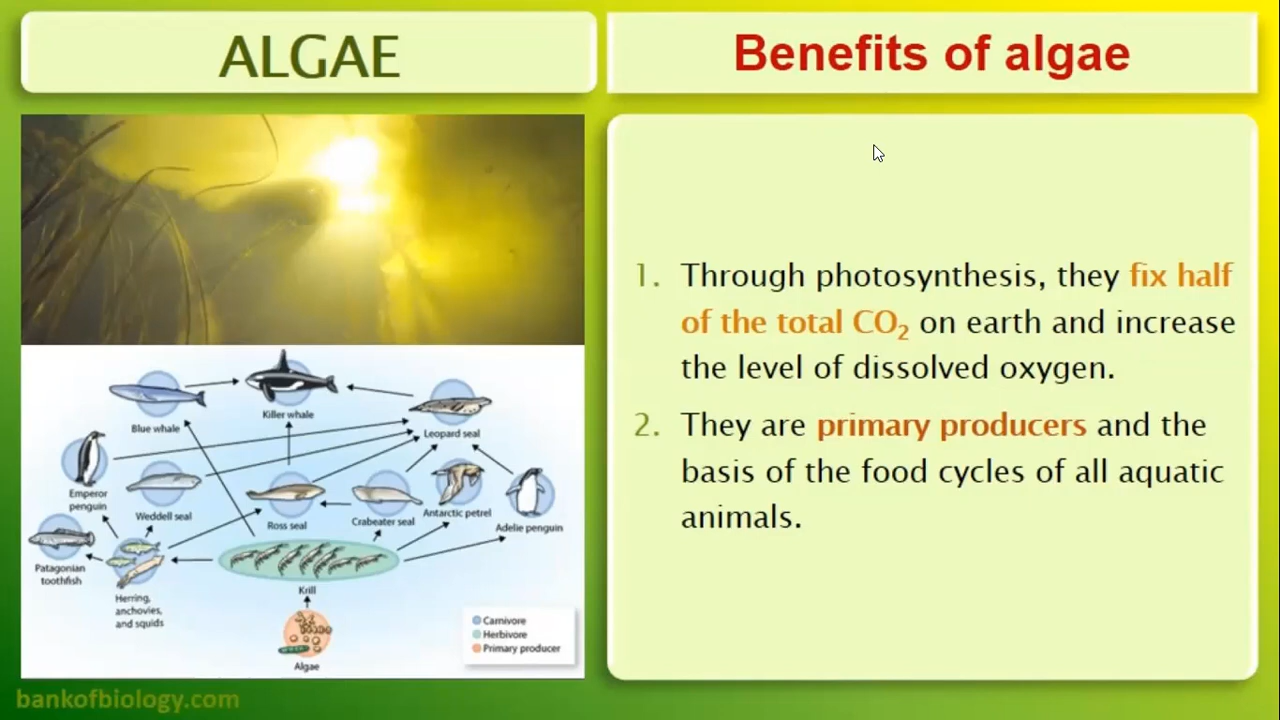 ALGAE
Benefits of algae
1. Through photosynthesis, they fix half
of the total CO₂ on earth and increase
the level of dissolved oxygen.
2. They are primary producers and the
basis of the food cycles of all aquatic
animals.
Blue whale
Killer whale
Leopard seal
Emperor
penguin
Weddell seal
Ross seal
Crabeater seal
Antarctic petrel
Adelie penguin
Patagonian
toothfish
Herring,
anchovies,
and squids
Krill
Algae
Carnivore
Herbivore
Primary producer
bankofbiology.com